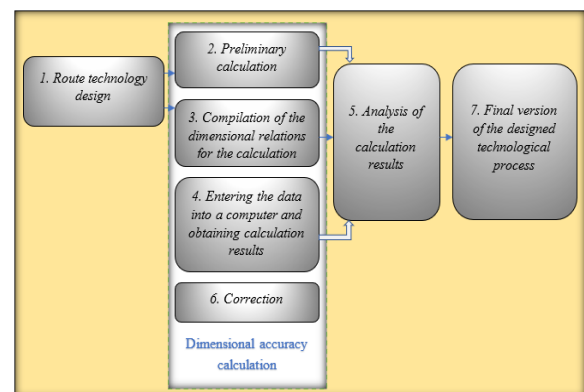 1. Route technology
design
2. Preliminary
calculation
3. Compilation of the
dimensional relations
for the calculation
4. Entering the data
into a computer and
obtaining calculation
results
6. Correction
Dimensional accuracy
calculation
5. Analysis of
the
calculation
results
7. Final version
of the designed
technological
process